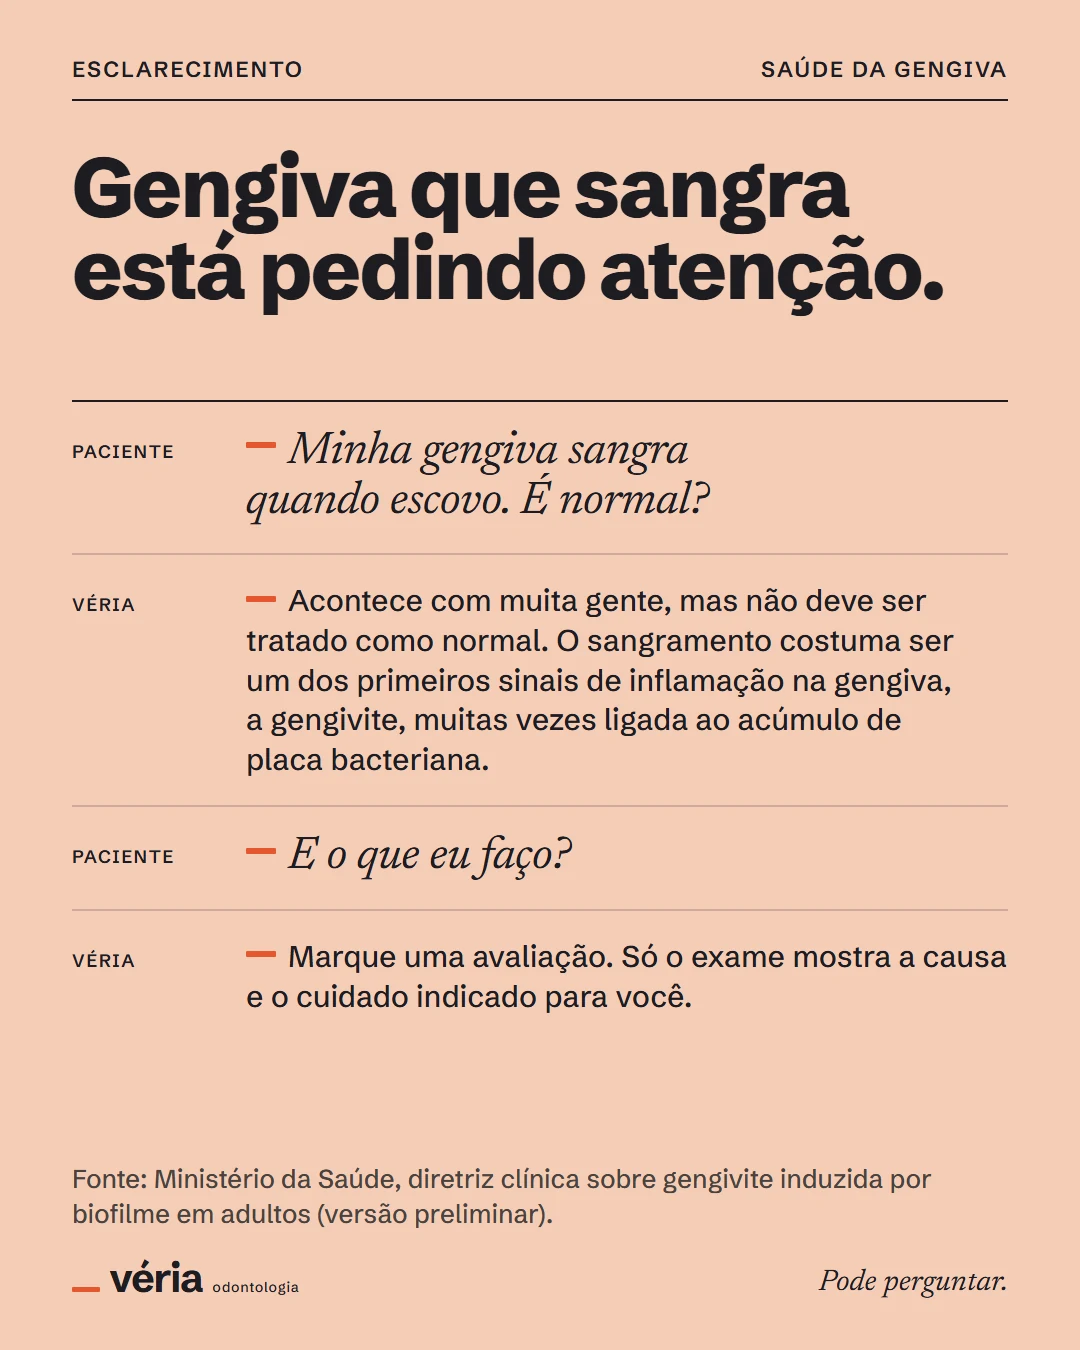 ESCLARECIMENTO SAÚDE DA GENGIVA
Gengiva que sangra
está pedindo atenção.
PACIENTE — Minha gengiva sangra
quando escovo. É normal?
VÉRIA — Acontece com muita gente, mas não deve ser
tratado como normal. O sangramento costuma ser
um dos primeiros sinais de inflamação na gengiva,
a gengivite, muitas vezes ligada ao acúmulo de
placa bacteriana.
PACIENTE — E o que eu faço?
VÉRIA — Marque uma avaliação. Só o exame mostra a causa
e o cuidado indicado para você.
Fonte: Ministério da Saúde, diretriz clínica sobre gengivite induzida por
biofilme em adultos (versão preliminar).
véria odontologia Pode perguntar.